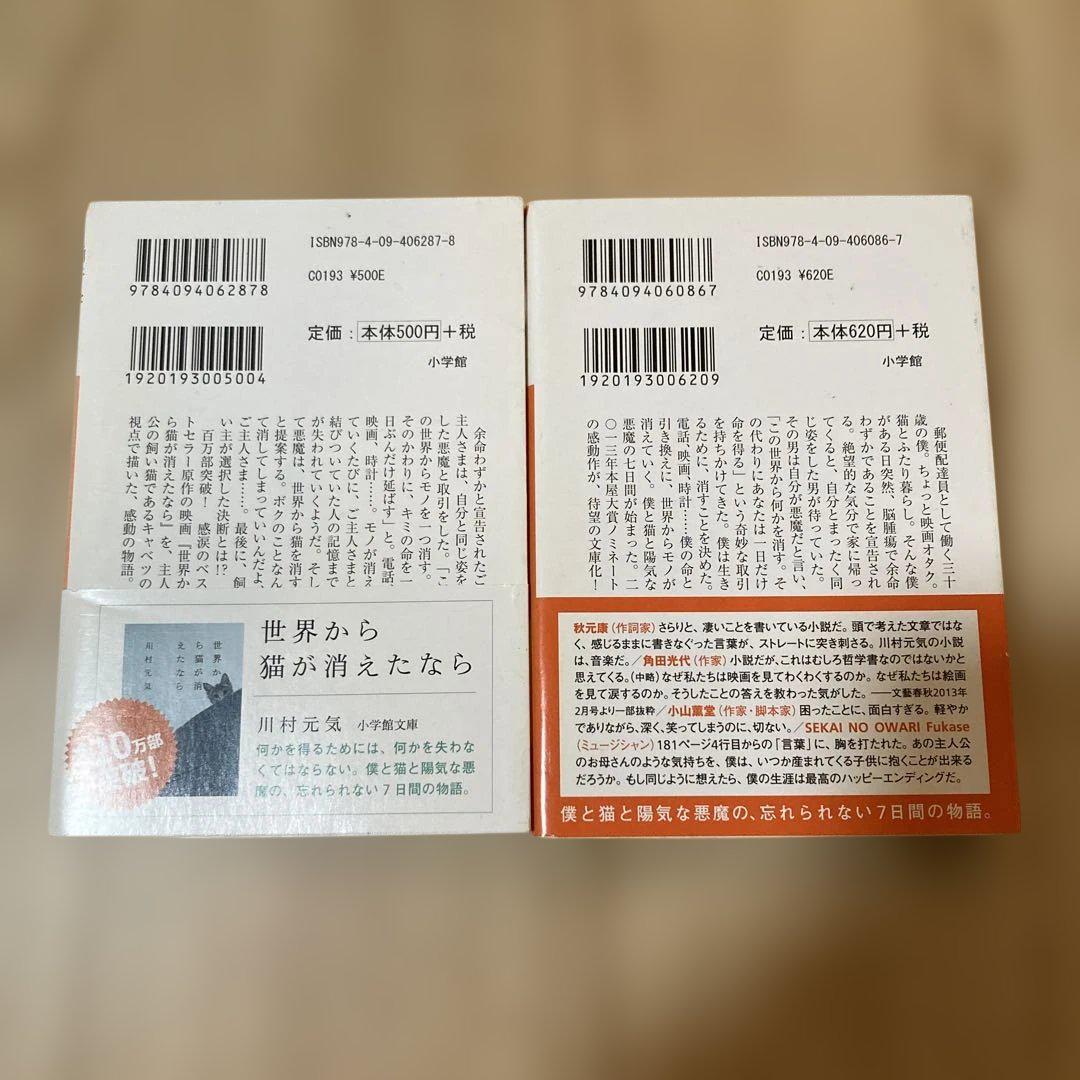 ISBN978-4-09-406287-8
C0193 ¥500E
9784094062878
定価：本体500円＋税
小学館
1920193005004
余命わずかと宣告されたご
主人さまは、自分と同じ姿を
した悪魔と取引をした。「こ
の世界からモノを一つ消す。
そのかわりに、キミの命を一
日ぶんだけ延ばす」と。電話、
映画、時計……。モノが消え
ていくたびに、ご主人さまと
結びついていた人の記憶まで
が失われていくようだ。そし
て悪魔は、世界から猫を消す
と提案する。ボクのことなん
て消してしまっていいんだよ、
ご主人さま……。最後に、飼
い主が選択した決断とは!?
百万部突破！　感涙のベス
トセラー原作の映画『世界か
ら猫が消えたなら』を、主人
公の飼い猫であるキャベツの
視点で描いた、感動の物語。
世界から
猫が消えたなら
川村元気　小学館文庫
何かを得るためには、何かを失わな
くてはならない。僕と猫と陽気な悪
魔の、忘れられない7日間の物語。
世界か
ら猫が消
えたなら
川村元気
万部
ISBN978-4-09-406086-7
C0193 ¥620E
9784094060867
定価：本体620円＋税
小学館
1920193006209
郵便配達員として働く三十
歳の僕。ちょっと映画オタク。
猫とふたり暮らし。そんな僕
がある日突然、脳腫瘍で余命
わずかであることを宣告され
る。絶望的な気分で家に帰っ
てくると、自分とまったく同
じ姿をした男が待っていた。
その男は自分が悪魔だと言い、
「この世界から何かを消す。そ
の代わりにあなたは一日だけ
命を得る」という奇妙な取引
を持ちかけてきた。僕は生き
るために、消すことを決めた。
電話、映画、時計……僕の命と
引き換えに、世界からモノが
消えていく。僕と猫と陽気な
悪魔の七日間が始まった。二
〇一三年本屋大賞ノミネート
の感動作が、待望の文庫化！
秋元康（作詞家）さらりと、凄いことを書いている小説だ。頭で考えた文章ではな
く、感じるままに書きなぐった言葉が、ストレートに突き刺さる。川村元気の小説
は、音楽だ。／角田光代（作家）小説だが、これはむしろ哲学書なのではないかと
思えてくる。（中略）なぜ私たちは映画を見てわくわくするのか。なぜ私たちは絵画
を見て涙するのか。そうしたことの答えを教わった気がした。——文藝春秋2013年
2月号より一部抜粋／小山薫堂（作家・脚本家）困ったことに、面白すぎる。軽やか
でありながら、深く、笑ってしまうのに、切ない。／SEKAI NO OWARI Fukase
（ミュージシャン）181ページ4行目からの「言葉」に、胸を打たれた。あの主人公
のお母さんのような気持ちを、僕は、いつか産まれてくる子供に抱くことが出来る
だろうか。もし同じように想えたら、僕の生涯は最高のハッピーエンディングだ。
僕と猫と陽気な悪魔の、忘れられない7日間の物語。